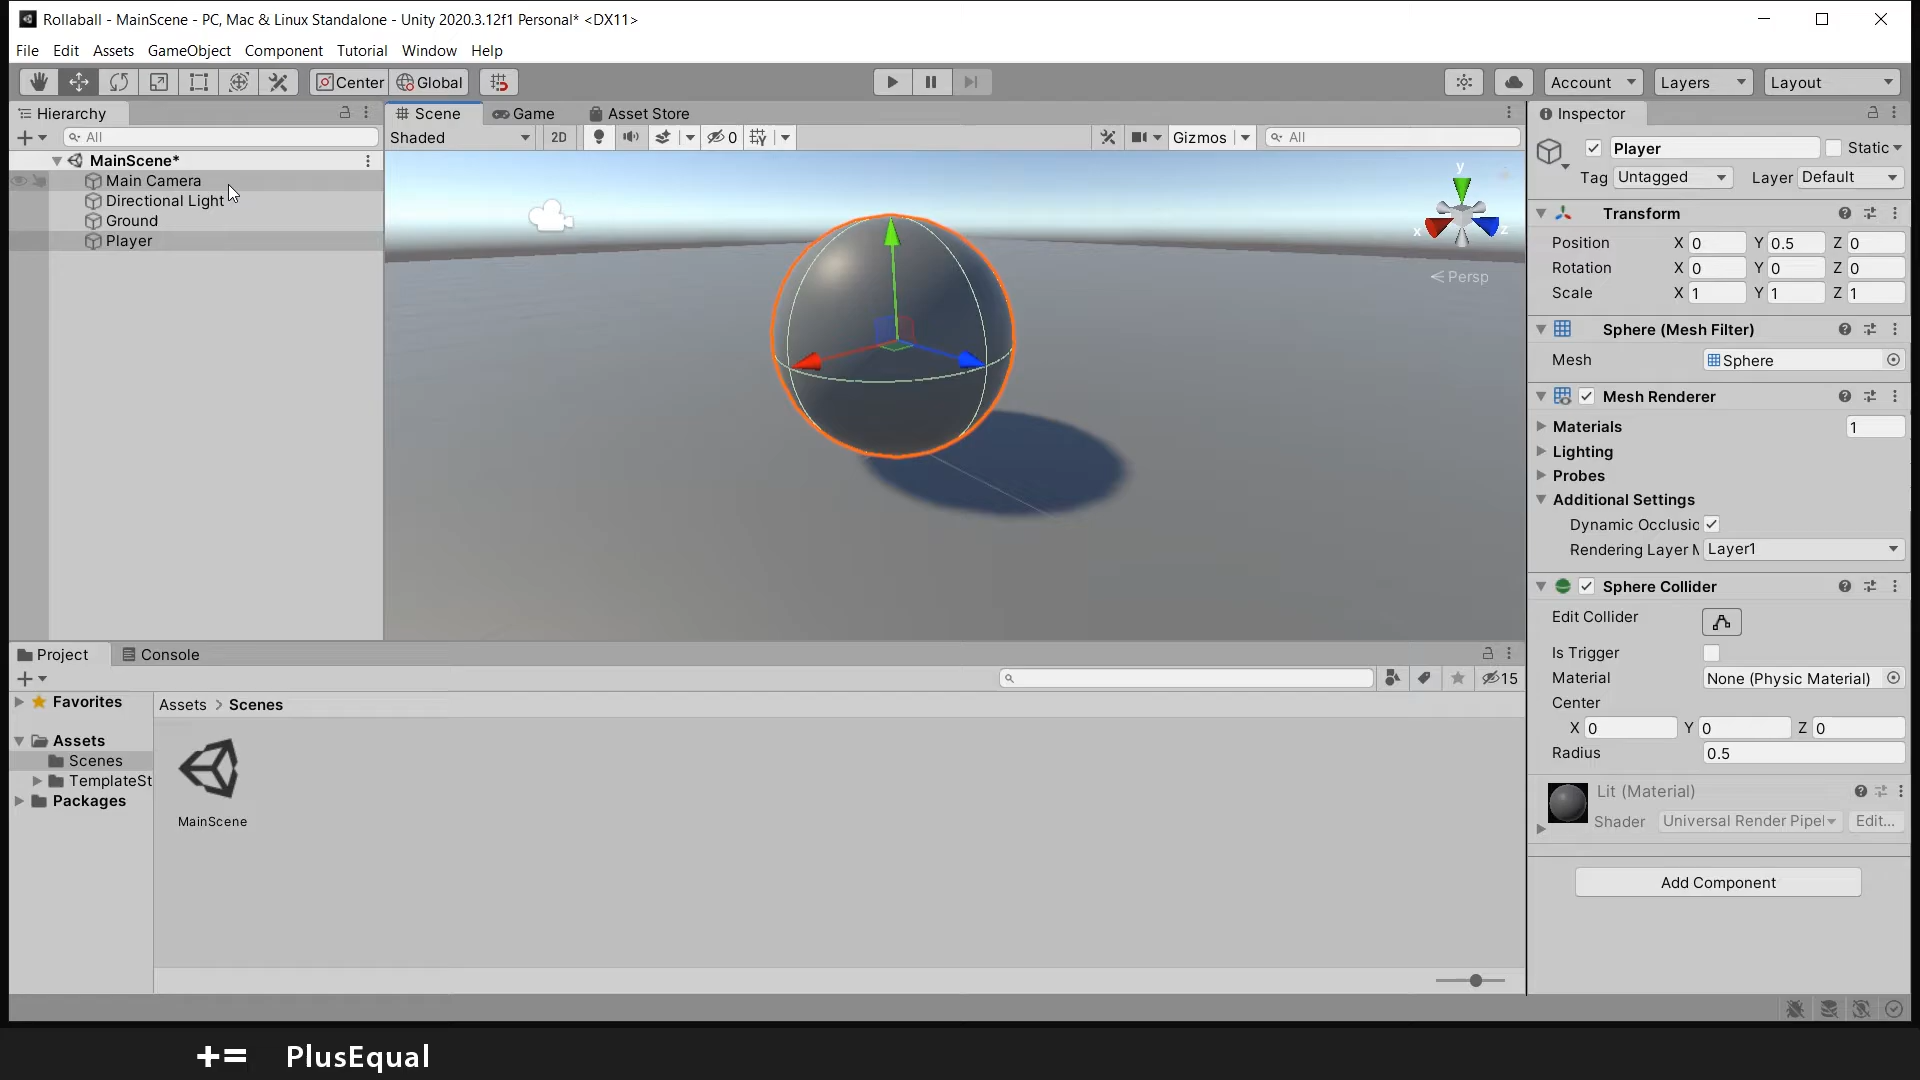 Rollaball - MainScene - PC, Mac & Linux Standalone - Unity 2020.3.12f1 Personal* <DX11>
File Edit Assets GameObject Component Tutorial Window Help
Center Global Account Layers Layout
Hierarchy
All
MainScene*
Main Camera
Directional Light
Ground
Player
Scene Game Asset Store
Shaded 2D 0 Gizmos All
y
x z
Persp
Inspector
Player Static
Tag Untagged Layer Default
Transform
Position X 0 Y 0.5 Z 0
Rotation X 0 Y 0 Z 0
Scale X 1 Y 1 Z 1
Sphere (Mesh Filter)
Mesh Sphere
Mesh Renderer
Materials 1
Lighting
Probes
Additional Settings
Dynamic Occlusic
Rendering Layer M Layer1
Sphere Collider
Edit Collider
Is Trigger
Material None (Physic Material)
Center
X 0 Y 0 Z 0
Radius 0.5
Lit (Material)
Shader Universal Render Pipel Edit...
Add Component
Project Console
15
Favorites
Assets
Scenes
TemplateSt
Packages
Assets > Scenes
MainScene
+= PlusEqual